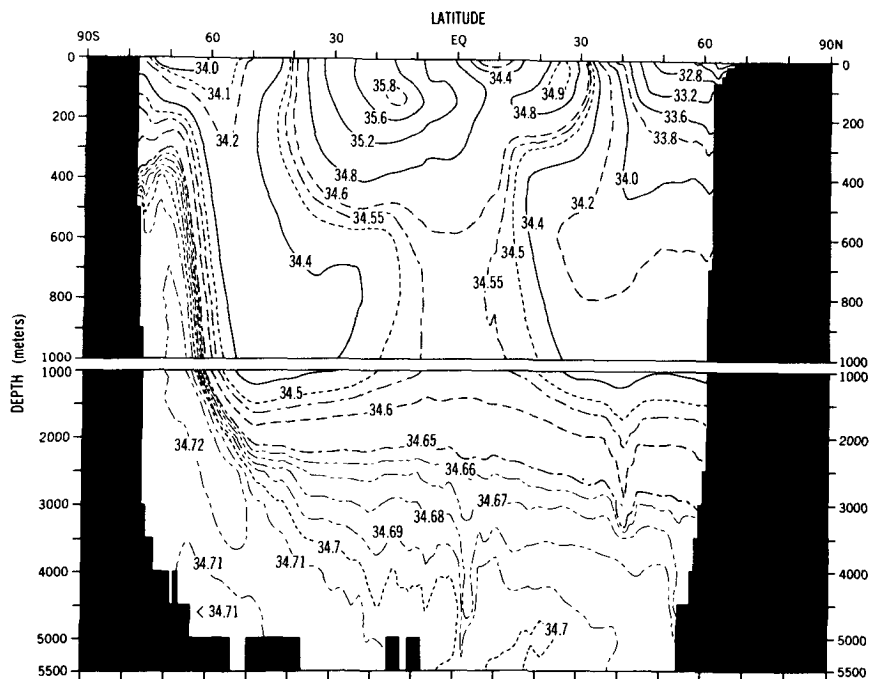 LATITUDE
90S 60 30 EQ 30 60 90N
0 34.0 34.4 32.8 0
34.1 35.8 34.9 33.2
200 35.6 34.8 33.6 200
34.2 35.2 33.8
400 34.8 34.0 400
34.6 34.2
34.55 34.4
600 34.4 34.5 600
800 34.55 800
1000 1000
DEPTH (meters)
1000 1000
34.5
34.6
2000 34.72 34.65 2000
34.66
3000 34.67 3000
34.68
34.69
34.7
4000 34.71 34.71 4000
< 34.71
5000 34.7 5000
5500 5500